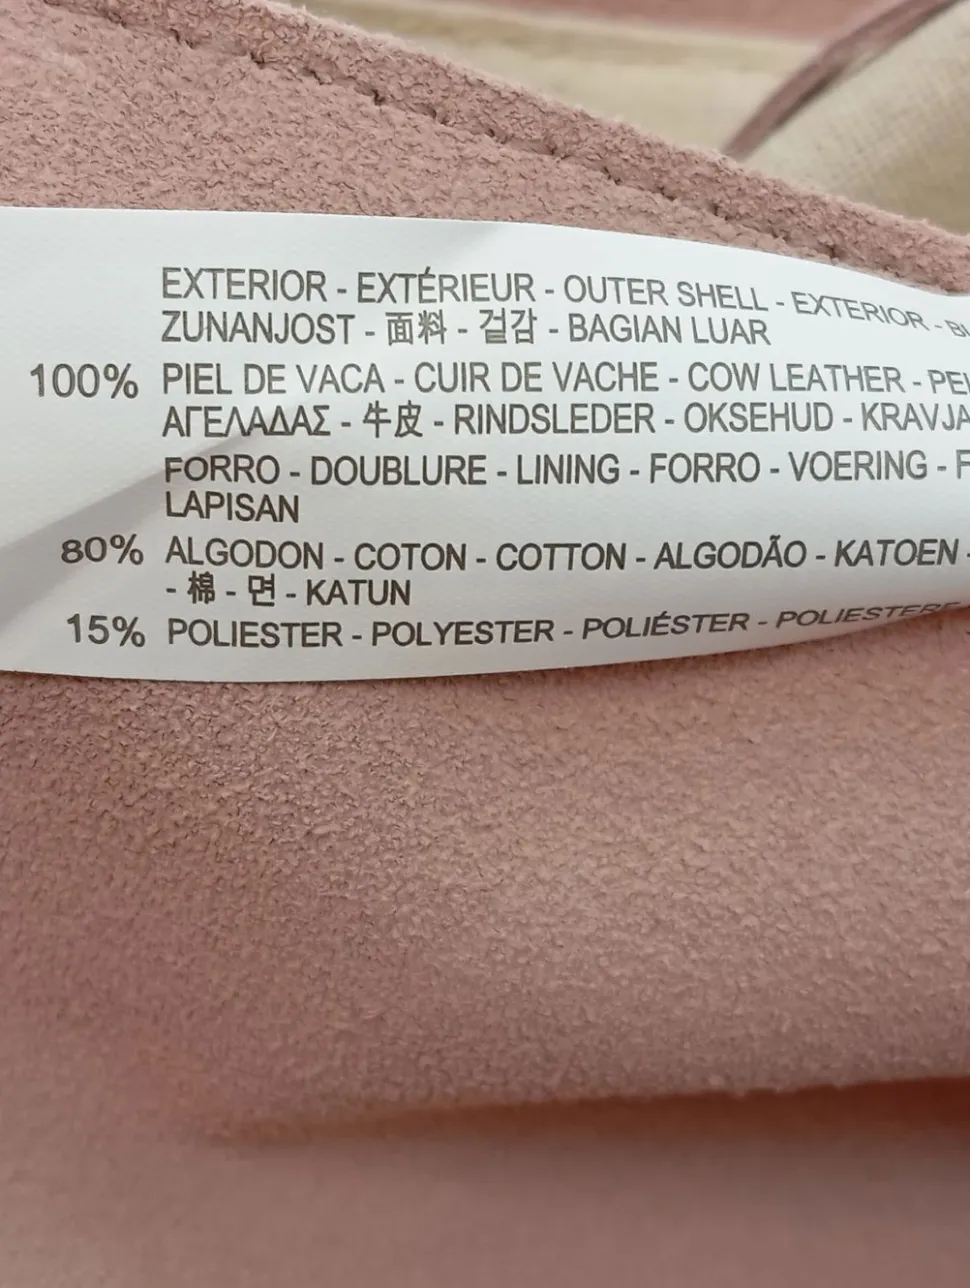 EXTERIOR - EXTÉRIEUR - OUTER SHELL - EXTERIOR -
ZUNANJOST - 面料 - 겉감 - BAGIAN LUAR
100% PIEL DE VACA - CUIR DE VACHE - COW LEATHER -
ΑΓΕΛΑΔΑΣ - 牛皮 - RINDSLEDER - OKSEHUD -
FORRO - DOUBLURE - LINING - FORRO - VOERING -
LAPISAN
80% ALGODON - COTON - COTTON - ALGODÃO - KATOEN -
- 棉 - 면 - KATUN
15% POLIESTER - POLYESTER - POLIÉSTER - POLIESTERE